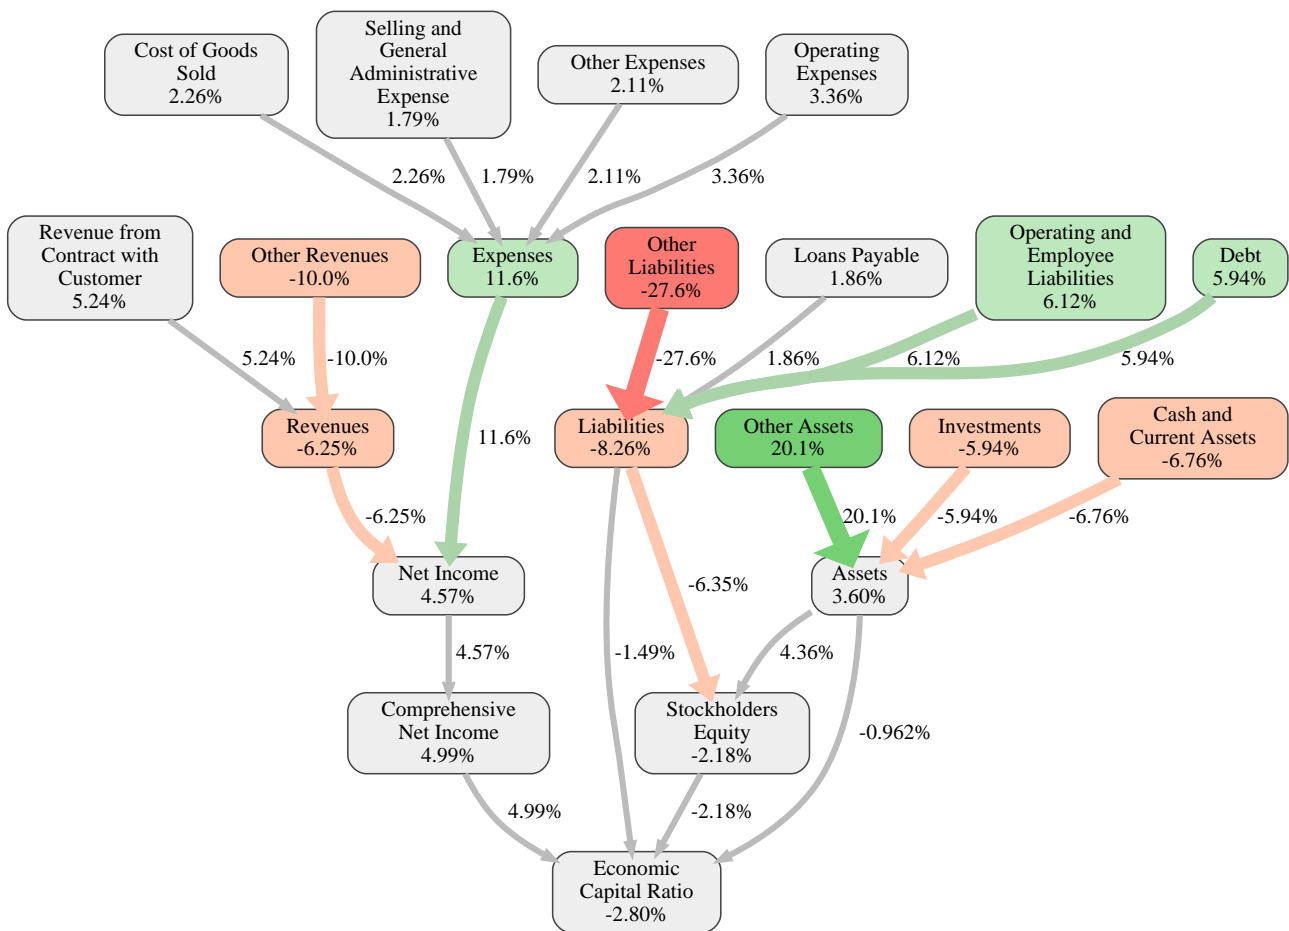 Cost of Goods
Sold
2.26%
Selling and
General
Administrative
Expense
1.79%
Other Expenses
2.11%
Operating
Expenses
3.36%
2.26%
1.79%
2.11%
3.36%
Revenue from
Contract with
Customer
5.24%
Other Revenues
-10.0%
Expenses
11.6%
Other
Liabilities
-27.6%
Loans Payable
1.86%
Operating and
Employee
Liabilities
6.12%
Debt
5.94%
5.24%
-10.0%
-27.6%
1.86%
6.12%
5.94%
Revenues
-6.25%
11.6%
Liabilities
-8.26%
Other Assets
20.1%
Investments
-5.94%
Cash and
Current Assets
-6.76%
-6.25%
20.1%
-5.94%
-6.76%
Net Income
4.57%
-6.35%
Assets
3.60%
4.57%
-1.49%
4.36%
-0.962%
Comprehensive
Net Income
4.99%
Stockholders
Equity
-2.18%
4.99%
-2.18%
Economic
Capital Ratio
-2.80%